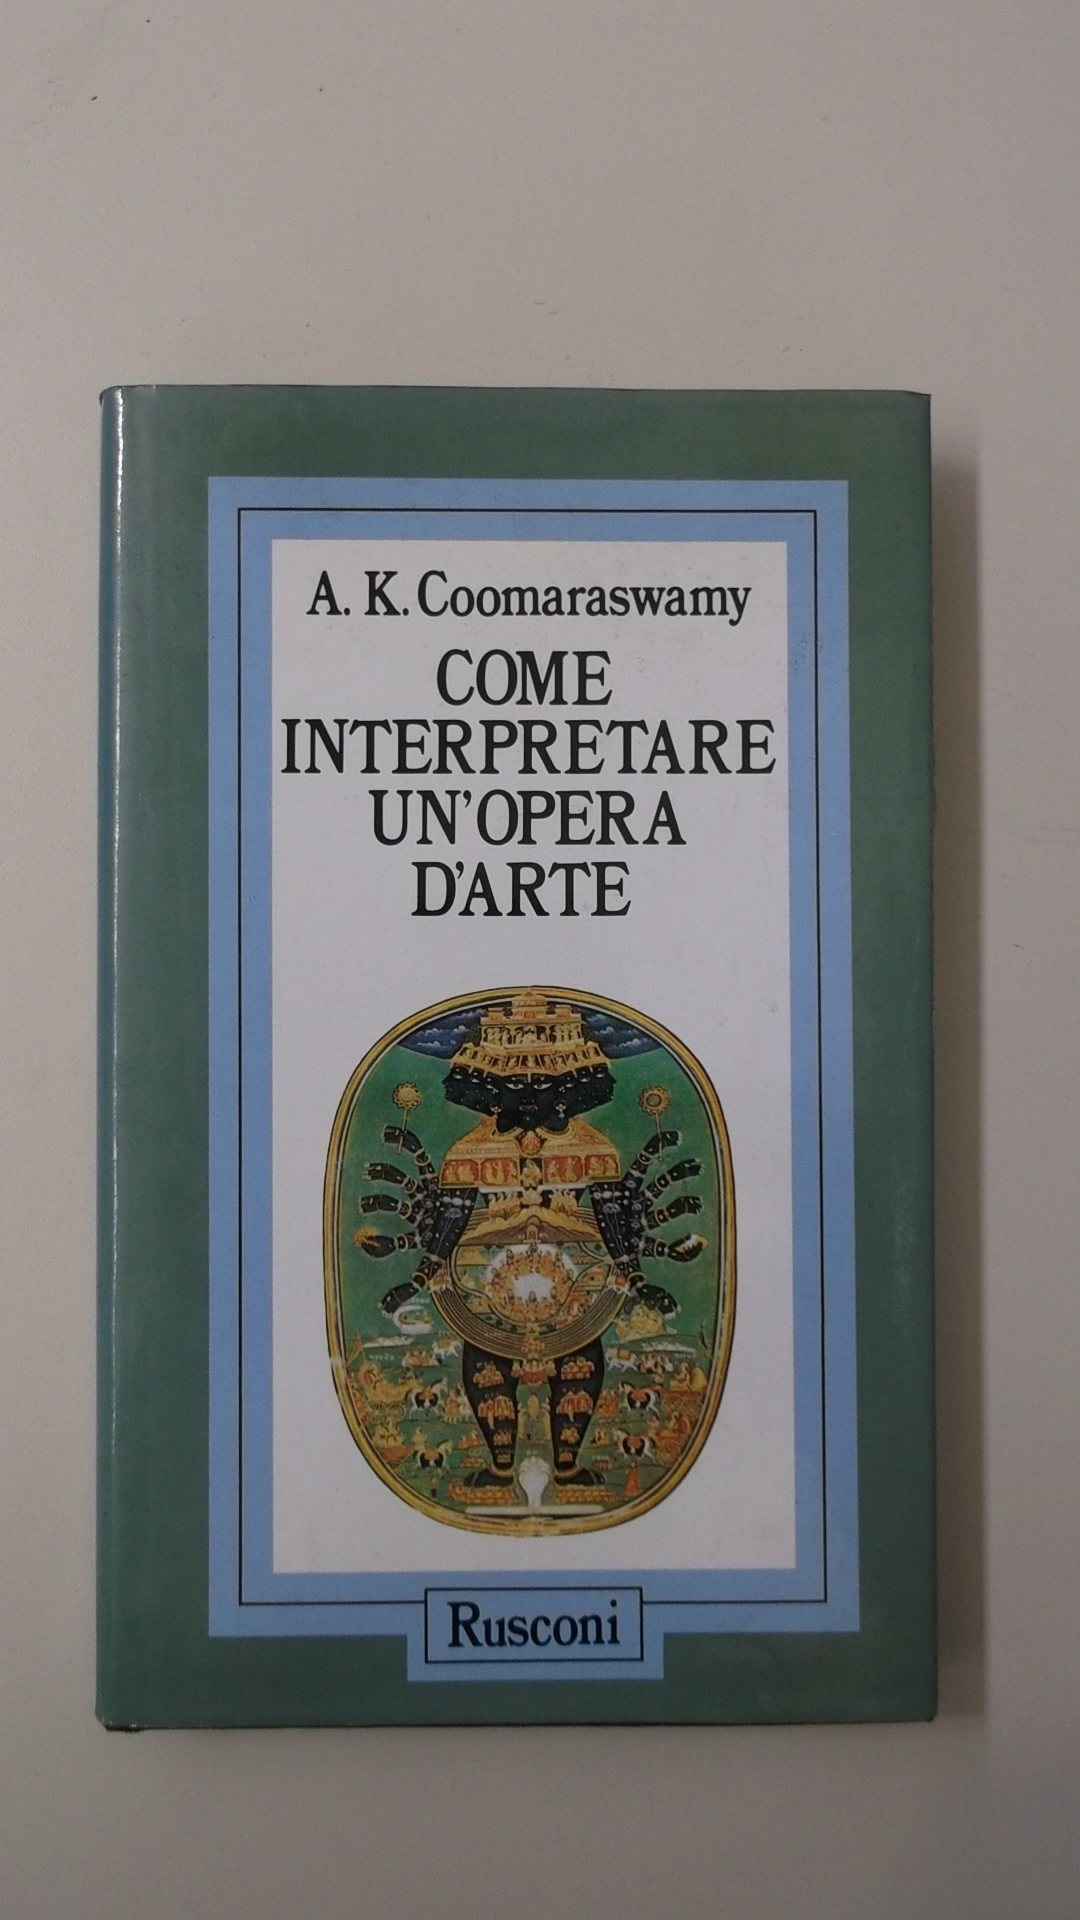 A. K. Coomaraswamy
COME
INTERPRETARE
UN'OPERA
D'ARTE
Rusconi